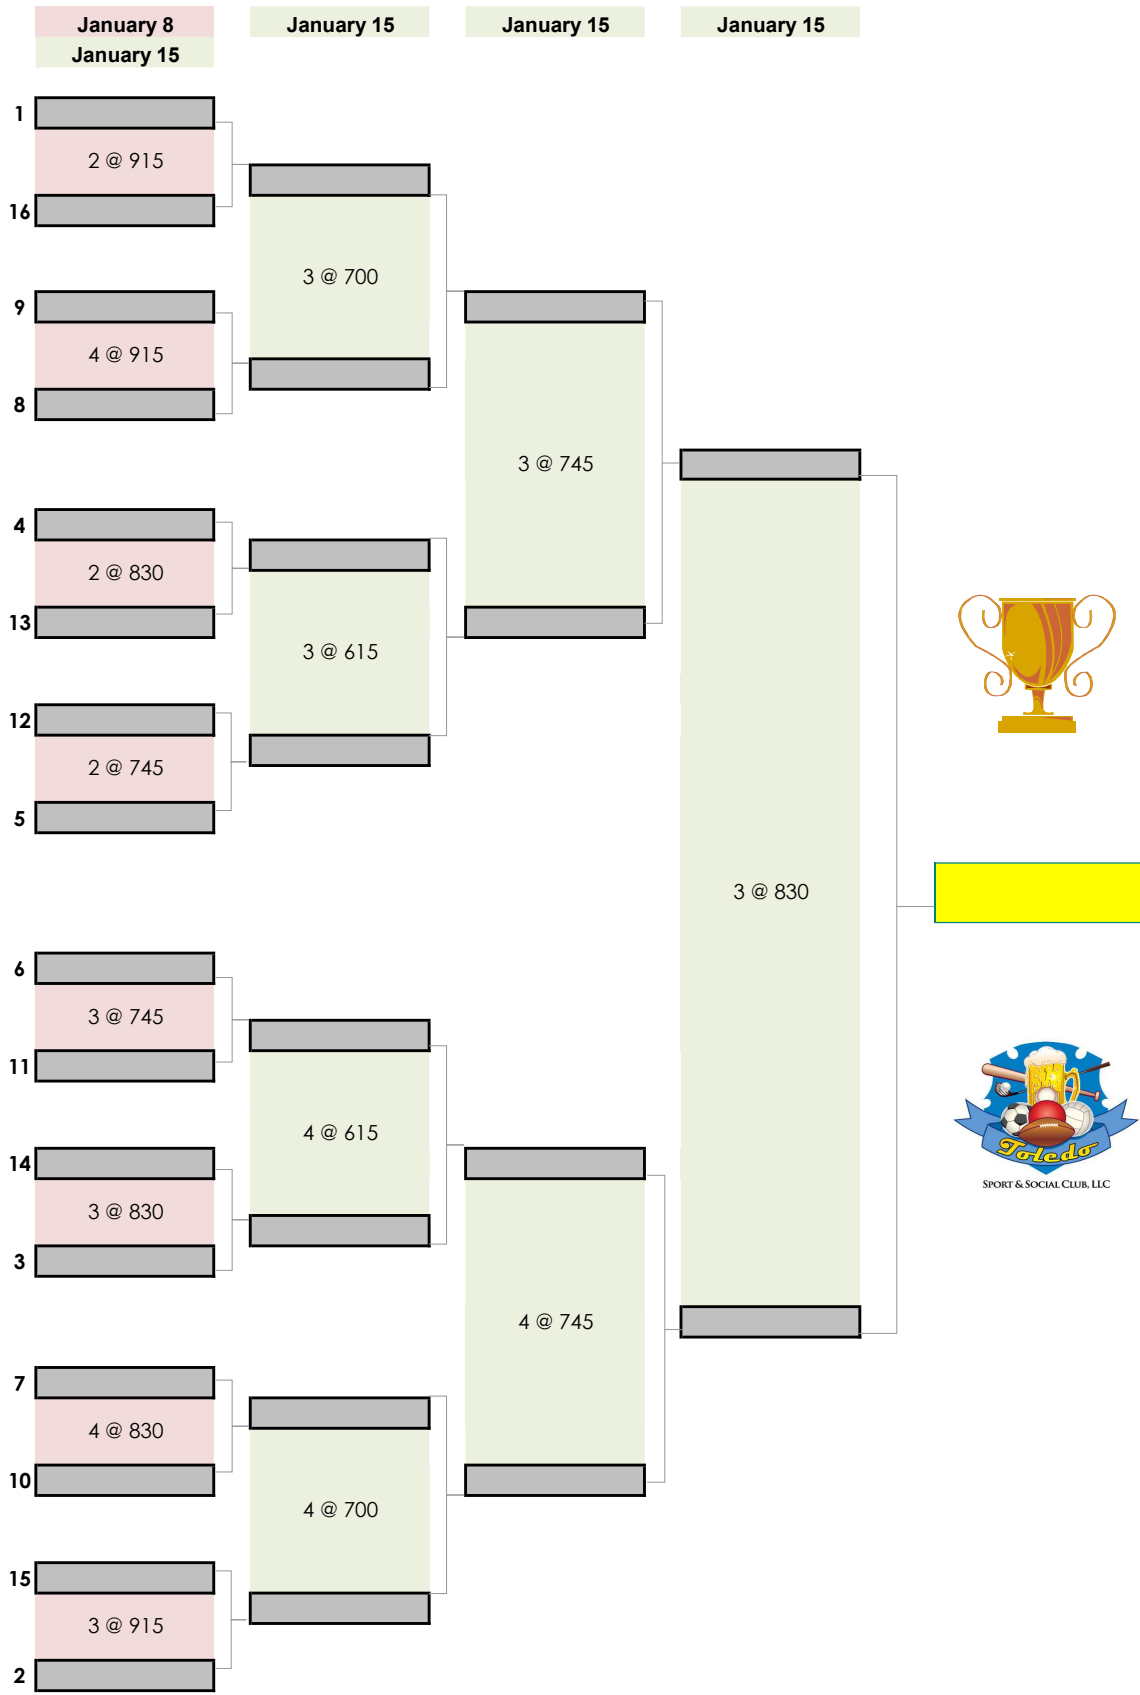 January 8 January 15 January 15 January 15
January 15
1
2 @ 915
16
3 @ 700
9
4 @ 915
8
3 @ 745
4
2 @ 830
13
3 @ 615
12
2 @ 745
5
3 @ 830
6
3 @ 745
11
4 @ 615
14
3 @ 830
3
4 @ 745
7
4 @ 830
10
4 @ 700
15
3 @ 915
2
Toledo
SPORT & SOCIAL CLUB, LLC